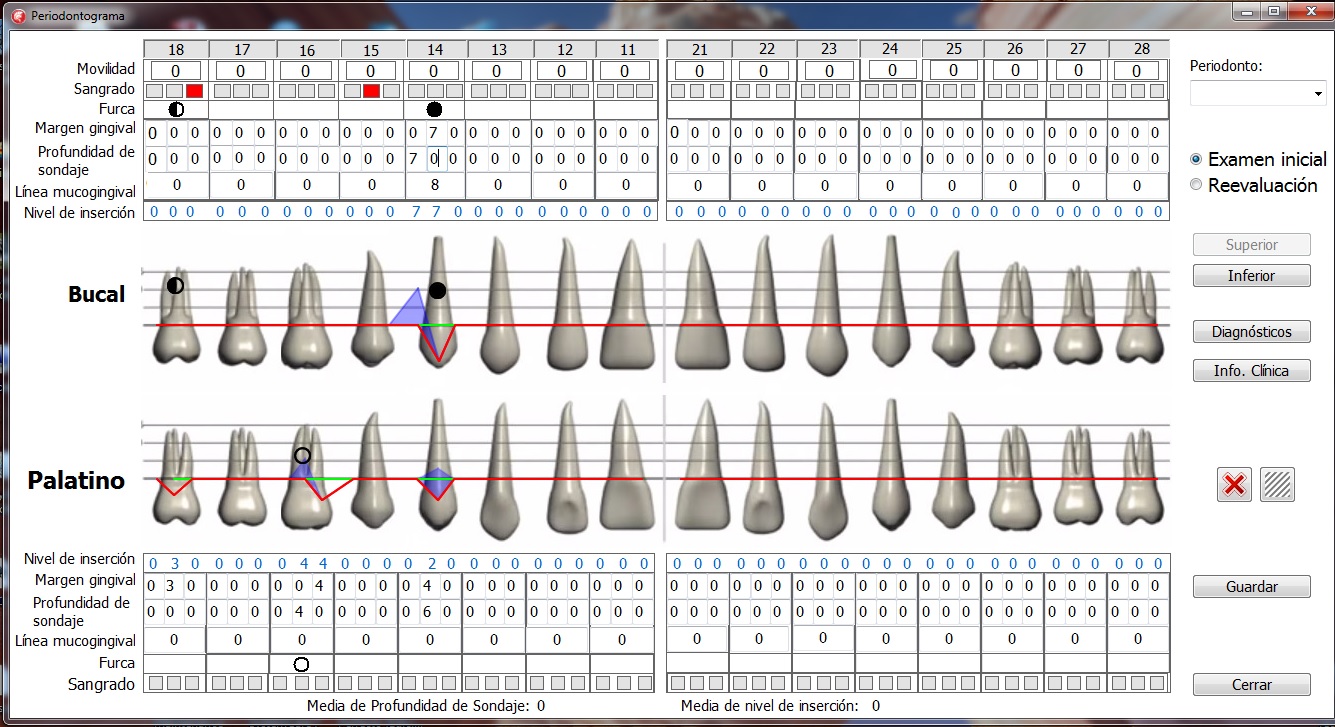 Periodontograma
18 17 16 15 14 13 12 11 21 22 23 24 25 26 27 28
Movilidad 0 0 0 0 0 0 0 0 0 0 0 0 0 0 0 0
Sangrado
Furca
Margen gingival 0 0 0 0 0 0 0 0 0 0 0 0 0 7 0 0 0 0 0 0 0 0 0 0 0 0 0 0 0 0 0 0 0 0 0 0 0 0 0 0 0 0 0 0 0 0 0 0
Profundidad de sondaje 0 0 0 0 0 0 0 0 0 0 0 0 7 0 0 0 0 0 0 0 0 0 0 0 0 0 0 0 0 0 0 0 0 0 0 0 0 0 0 0 0 0 0 0 0 0 0 0
Línea mucogingival 0 0 0 0 8 0 0 0 0 0 0 0 0 0 0 0
Nivel de inserción 0 0 0 0 0 0 0 0 0 0 0 0 7 7 0 0 0 0 0 0 0 0 0 0 0 0 0 0 0 0 0 0 0 0 0 0 0 0 0 0 0 0 0 0 0 0 0 0
Bucal
Palatino
Nivel de inserción 0 3 0 0 0 0 0 4 4 0 0 0 0 2 0 0 0 0 0 0 0 0 0 0 0 0 0 0 0 0 0 0 0 0 0 0 0 0 0 0 0 0 0 0 0 0 0 0
Margen gingival 0 3 0 0 0 0 0 0 4 0 0 0 0 4 0 0 0 0 0 0 0 0 0 0 0 0 0 0 0 0 0 0 0 0 0 0 0 0 0 0 0 0 0 0 0 0 0 0
Profundidad de sondaje 0 0 0 0 0 0 0 4 0 0 0 0 0 6 0 0 0 0 0 0 0 0 0 0 0 0 0 0 0 0 0 0 0 0 0 0 0 0 0 0 0 0 0 0 0 0 0 0
Línea mucogingival 0 0 0 0 0 0 0 0 0 0 0 0 0 0 0 0
Furca
Sangrado
Media de Profundidad de Sondaje: 0 Media de nivel de inserción: 0
Periodonto:
Examen inicial
Reevaluación
Superior
Inferior
Diagnósticos
Info. Clínica
Guardar
Cerrar